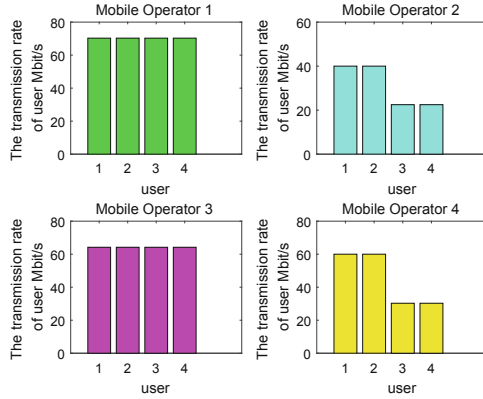 Mobile Operator 1
The transmission rate
of user Mbit/s
80
60
40
20
0
1 2 3 4
user
Mobile Operator 2
The transmission rate
of user Mbit/s
60
40
20
0
1 2 3 4
user
Mobile Operator 3
The transmission rate
of user Mbit/s
80
60
40
20
0
1 2 3 4
user
Mobile Operator 4
The transmission rate
of user Mbit/s
80
60
40
20
0
1 2 3 4
user